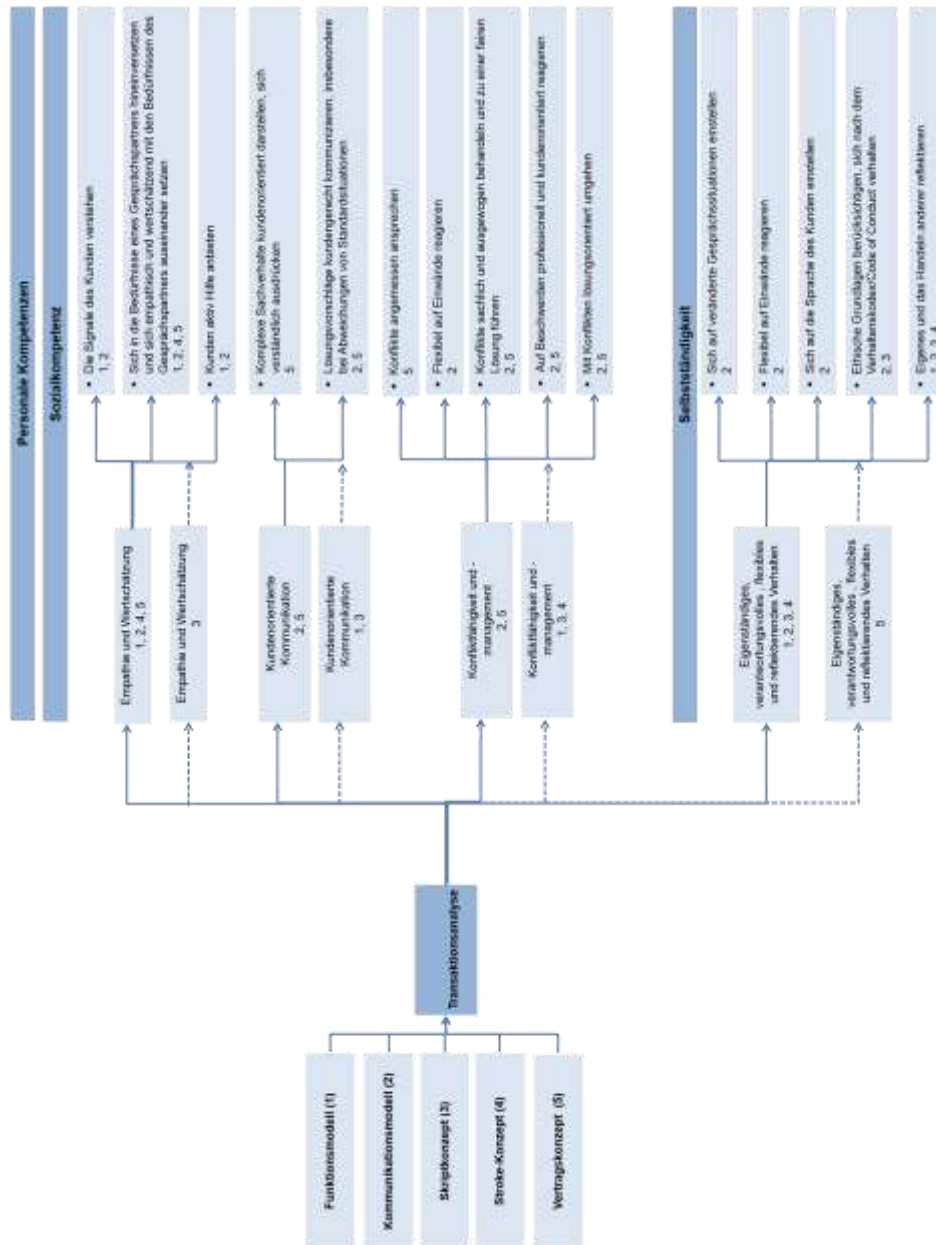 Personale Kompetenzen
Sozialkompetenz
Funktionsmodell (1)
Kommunikationsmodell (2)
Skriptkonzept (3)
Stroke-Konzept (4)
Vertragskonzept (5)
Transaktionsanalyse
Empathie und Wertschätzung
1, 2, 4, 5
Empathie und Wertschätzung
3
Kundenorientierte
Kommunikation
2, 5
Kundenorientierte
Kommunikation
1, 3
Konfliktfähigkeit und -
management
2, 5
Konfliktfähigkeit und -
management
1, 3, 4
• Die Signale des Kunden verstehen
1, 2
• Sich in die Bedürfnisse eines Gesprächspartners hineinversetzen
und sich empathisch und wertschätzend mit den Bedürfnissen des
Gesprächspartners auseinander setzen
1, 2, 4, 5
• Kunden aktiv Hilfe anbieten
1, 2
• Komplexe Sachverhalte kundenorientiert darstellen, sich
verständlich ausdrücken
5
• Lösungsvorschläge kundengerecht kommunizieren, insbesondere
bei Abweichungen von Standardsituationen
2, 5
• Konflikte angemessen ansprechen
5
• Flexibel auf Einwände reagieren
2
• Konflikte sachlich und ausgewogen behandeln und zu einer fairen
Lösung führen
2, 5
• Auf Beschwerden professionell und kundenorientiert reagieren
2, 5
• Mit Konflikten lösungsorientiert umgehen
2, 5
Selbstständigkeit
Eigenständiges,
verantwortungsvolles, flexibles
und reflektierendes Verhalten
1, 2, 3, 4
Eigenständiges,
verantwortungsvolles, flexibles
und reflektierendes Verhalten
5
• Sich auf veränderte Gesprächssituationen einstellen
2
• Flexibel auf Einwände reagieren
2
• Sich auf die Sprache des Kunden einstellen
2
• Ethische Grundlagen berücksichtigen, sich nach dem
Verhaltenskodex/Code of Conduct verhalten
2, 3
• Eigenes und das Handeln anderer reflektieren